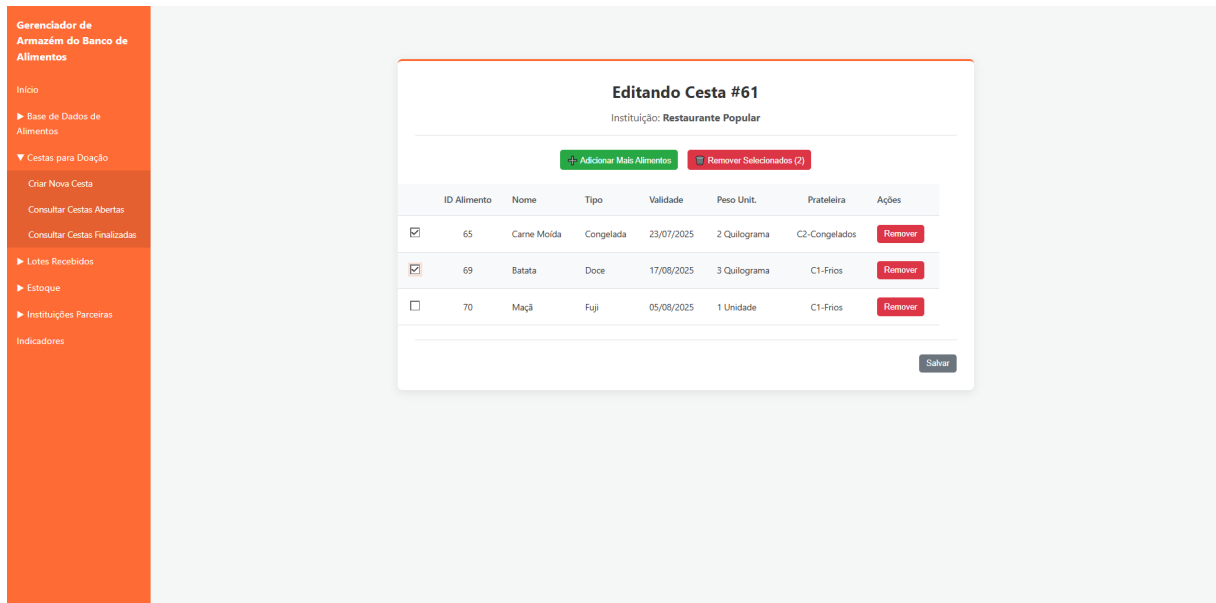 Gerenciador de
Armazém do Banco de
Alimentos
Início
▶ Base de Dados de
Alimentos
▼ Cestas para Doação
Criar Nova Cesta
Consultar Cestas Abertas
Consultar Cestas Finalizadas
▶ Lotes Recebidos
▶ Estoque
▶ Instituições Parceiras
Indicadores
Editando Cesta #61
Instituição: Restaurante Popular
➕ Adicionar Mais Alimentos 🗑 Remover Selecionados (2)
ID Alimento Nome Tipo Validade Peso Unit. Prateleira Ações
65 Carne Moída Congelada 23/07/2025 2 Quilograma C2-Congelados Remover
69 Batata Doce 17/08/2025 3 Quilograma C1-Frios Remover
70 Maçã Fuji 05/08/2025 1 Unidade C1-Frios Remover
Salvar